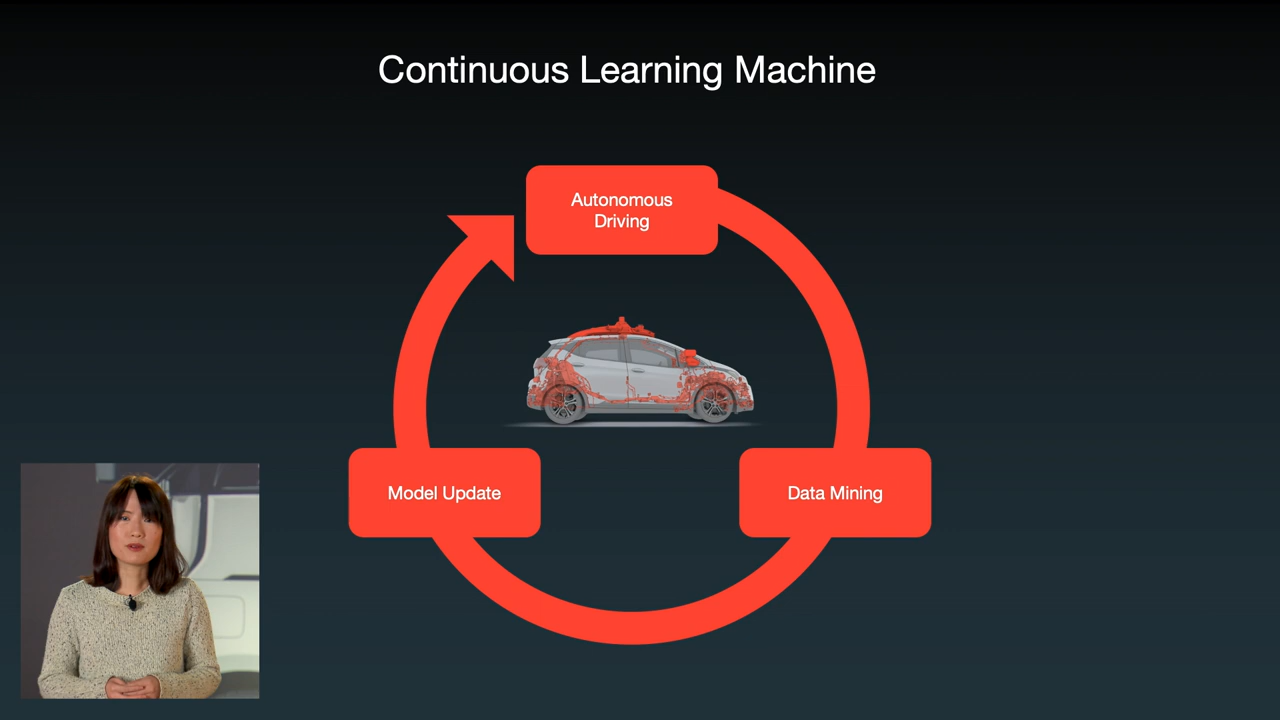 Continuous Learning Machine
Autonomous
Driving
Model Update
Data Mining